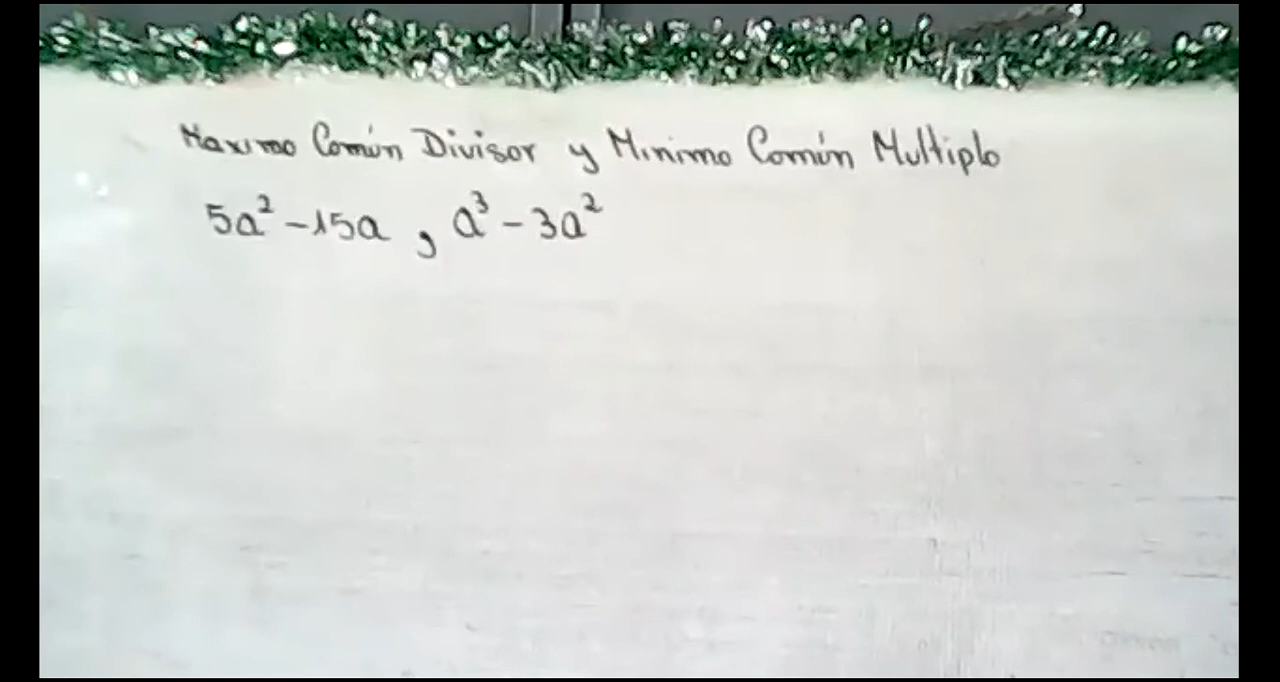 Maximo Común Divisor y Minimo Común Multiplo
5a² - 15a , a³ - 3a²